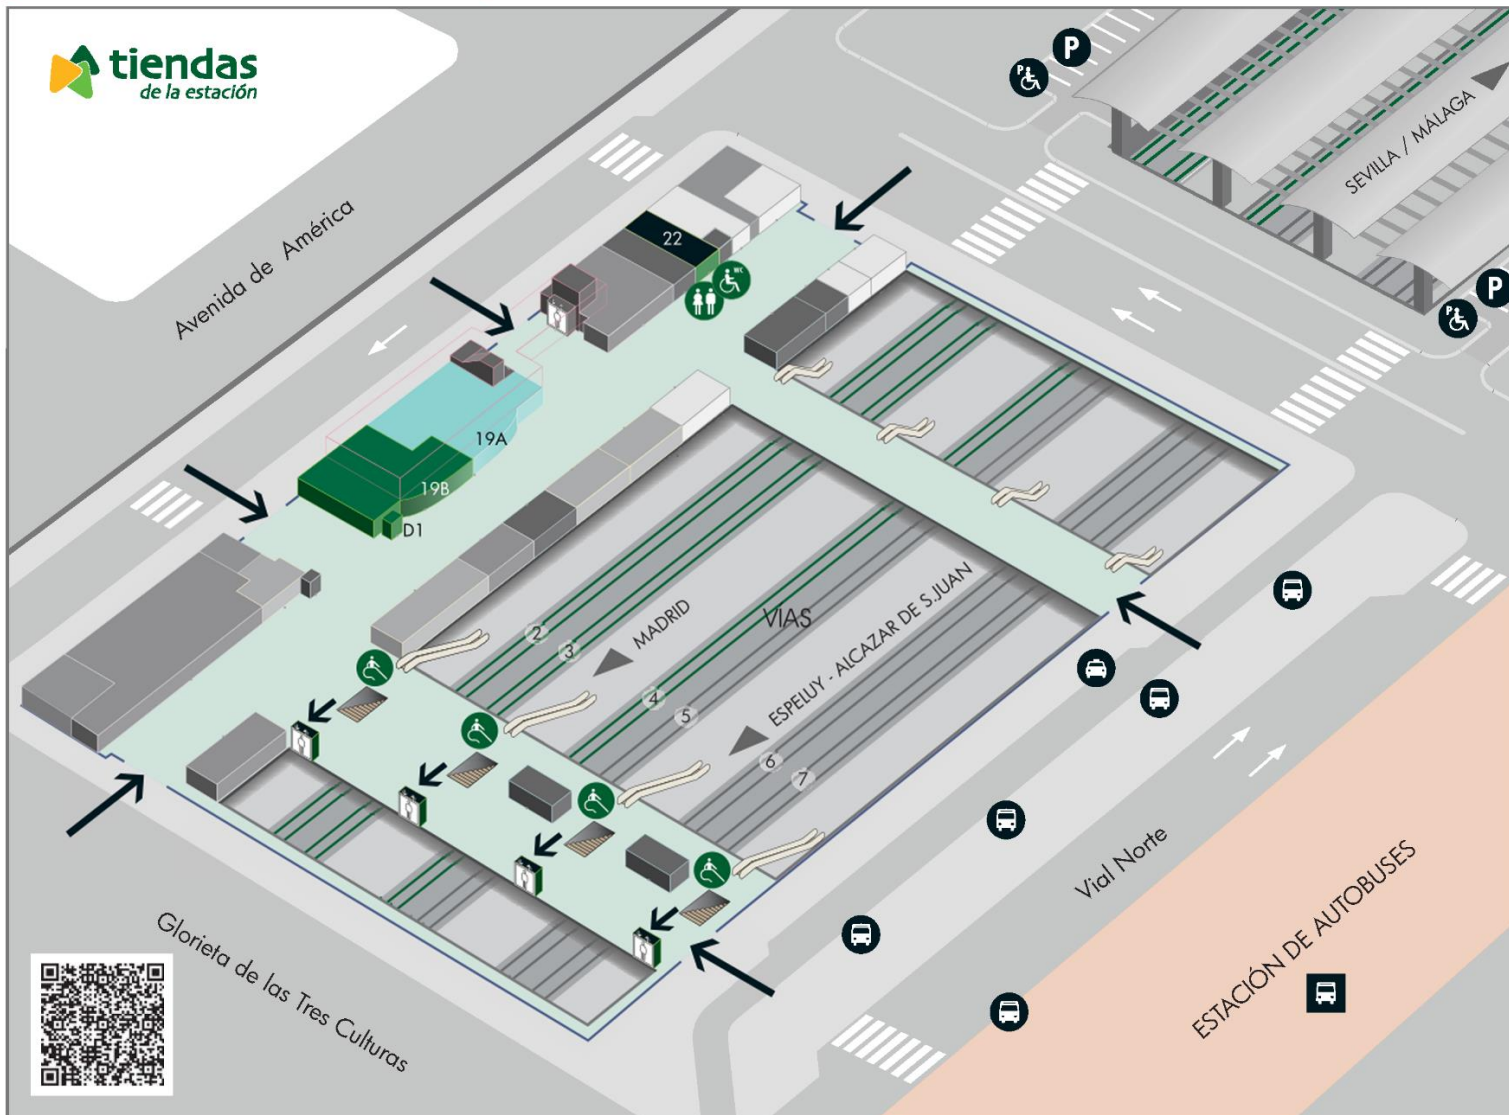 tiendas
de la estación
P
P
SEVILLA / MÁLAGA
Avenida de América
22
WC
P
P
19A
19B
D1
MADRID
VIAS
ESPELUY - ALCAZAR DE S.JUAN
2
3
4
5
6
7
Vial Norte
ESTACIÓN DE AUTOBUSES
Glorieta de las Tres Culturas